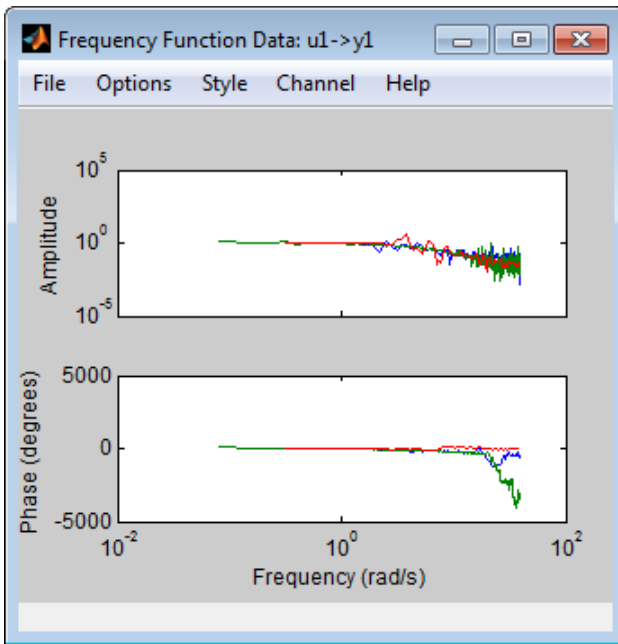 Frequency Function Data: u1->y1
File Options Style Channel Help
10^5
10^0
10^-5
Amplitude
5000
0
-5000
Phase (degrees)
10^-2 10^0 10^2
Frequency (rad/s)